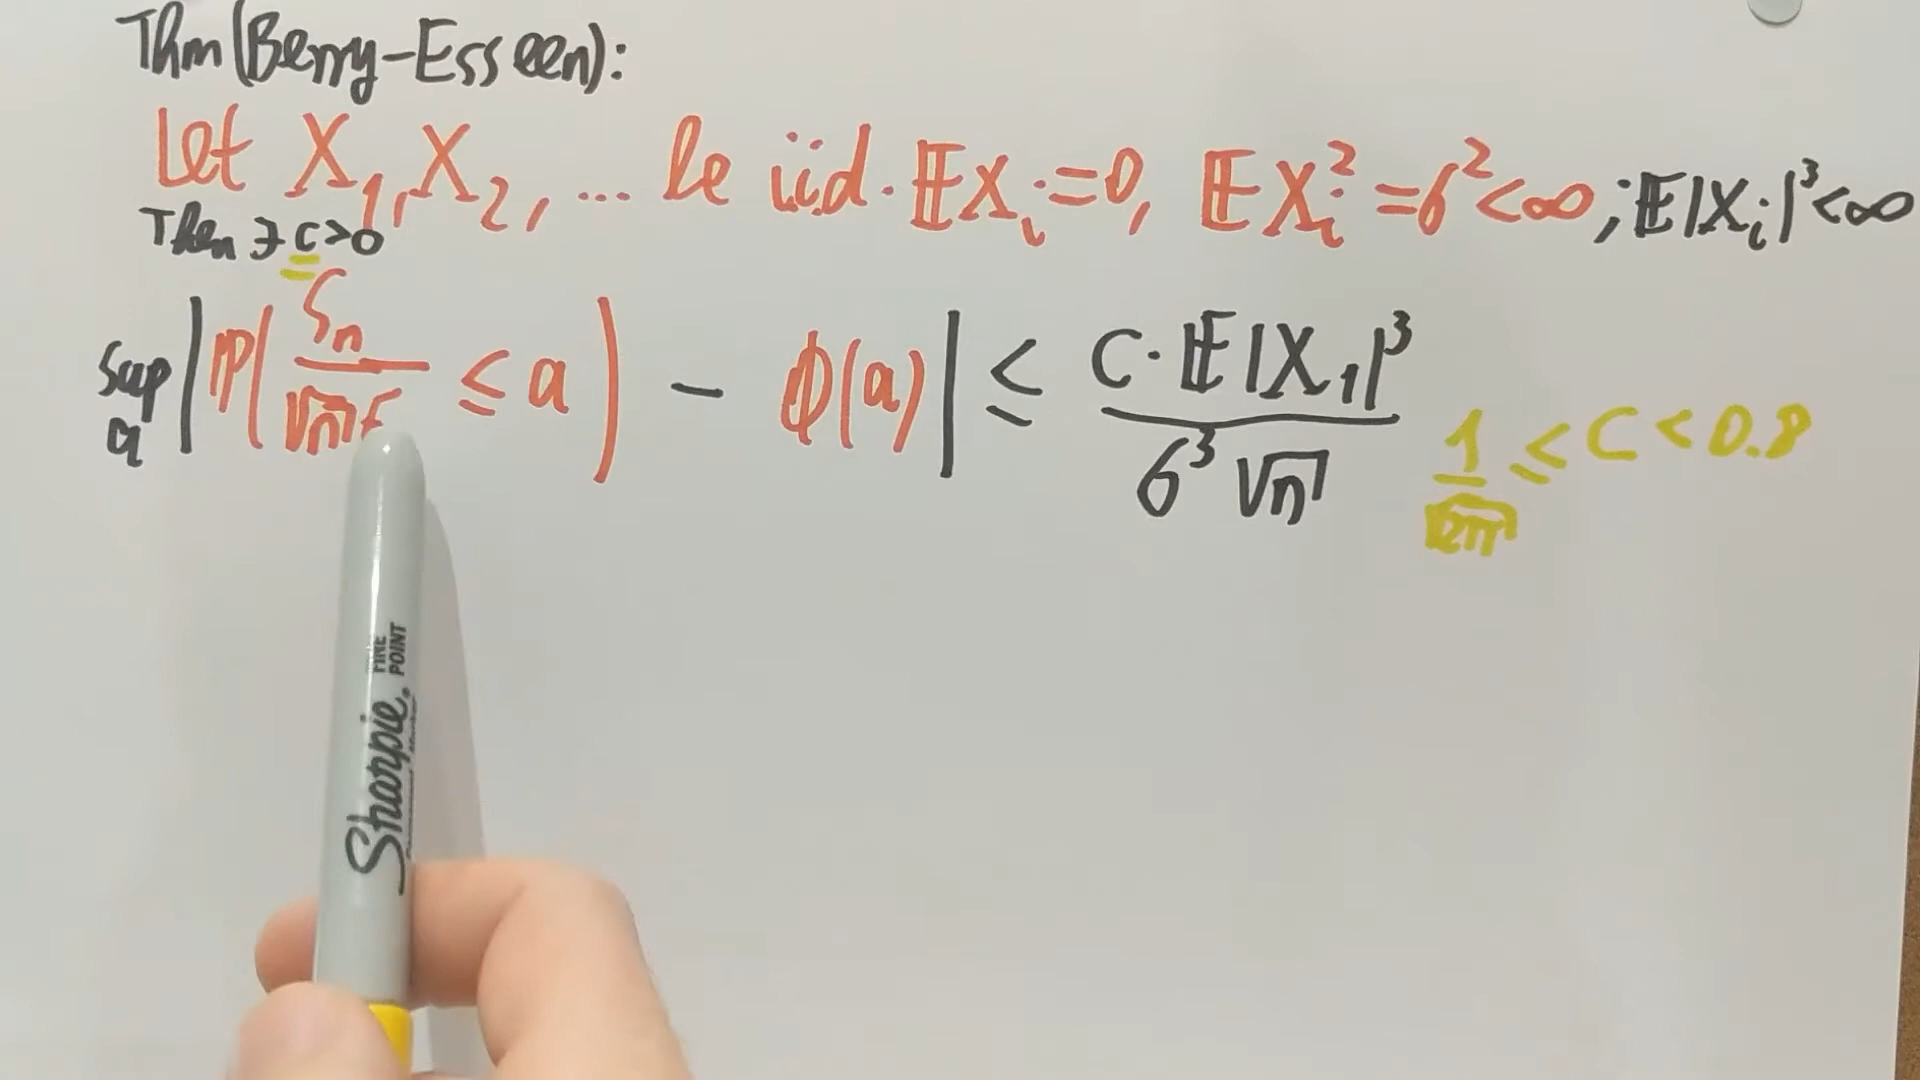 Thm (Berry-Esseen):
Let X₁, X₂, ... be iid. 𝔼Xᵢ=0, 𝔼Xᵢ²=σ²<∞; 𝔼|Xᵢ|³<∞
Then ∃ C>0
sup_a |ℙ( Sₙ/(√n σ) ≤ a ) - Φ(a)| ≤ C·𝔼|X₁|³/(σ³√n)
1/√(2π) ≤ C < 0.8
Sharpie.
FINE
POINT